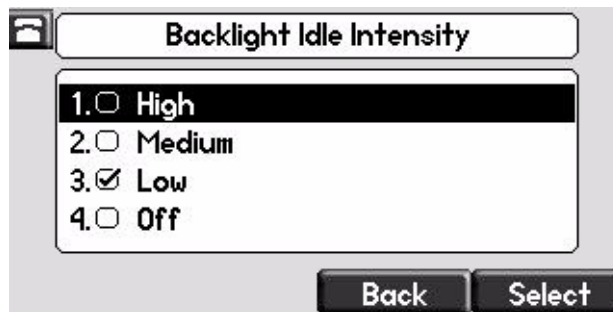 Backlight Idle Intensity
1. High
2. Medium
3. Low
4. Off
Back Select